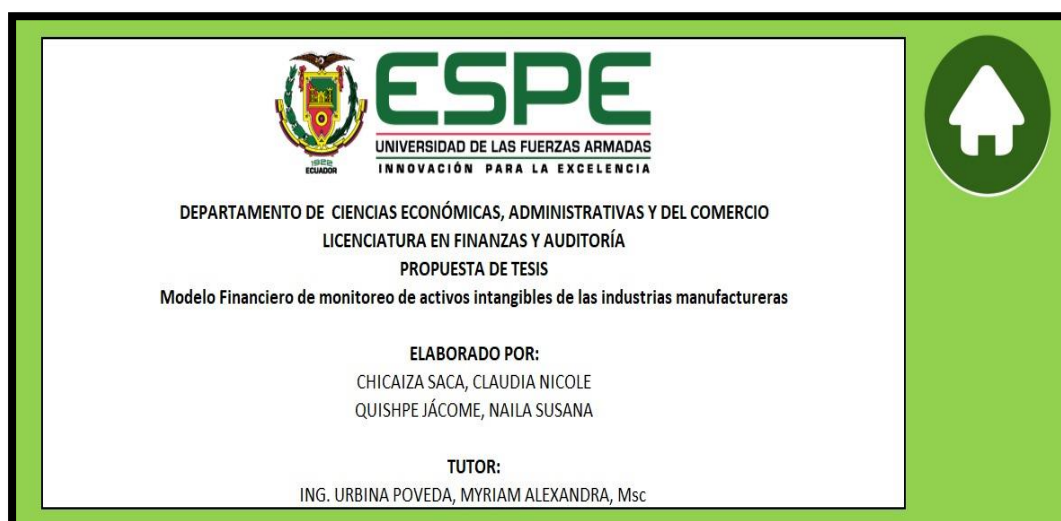 ESPE
UNIVERSIDAD DE LAS FUERZAS ARMADAS
INNOVACIÓN PARA LA EXCELENCIA
1922
ECUADOR
DEPARTAMENTO DE CIENCIAS ECONÓMICAS, ADMINISTRATIVAS Y DEL COMERCIO
LICENCIATURA EN FINANZAS Y AUDITORÍA
PROPUESTA DE TESIS
Modelo Financiero de monitoreo de activos intangibles de las industrias manufactureras
ELABORADO POR:
CHICAIZA SACA, CLAUDIA NICOLE
QUISHPE JÁCOME, NAILA SUSANA
TUTOR:
ING. URBINA POVEDA, MYRIAM ALEXANDRA, Msc